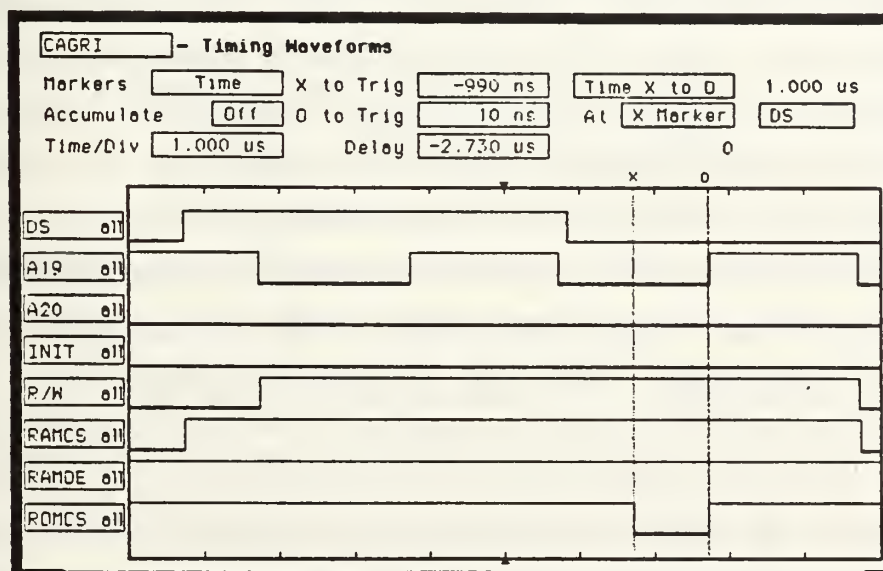 CAGRI - Timing Waveforms
Markers Time X to Trig -990 ns Time X to O 1.000 us
Accumulate Off O to Trig 10 ns At X Marker DS
Time/Div 1.000 us Delay -2.730 us 0
X O
DS all
A19 all
A20 all
INIT all
R/W all
RAMCS all
RAMOE all
ROMCS all